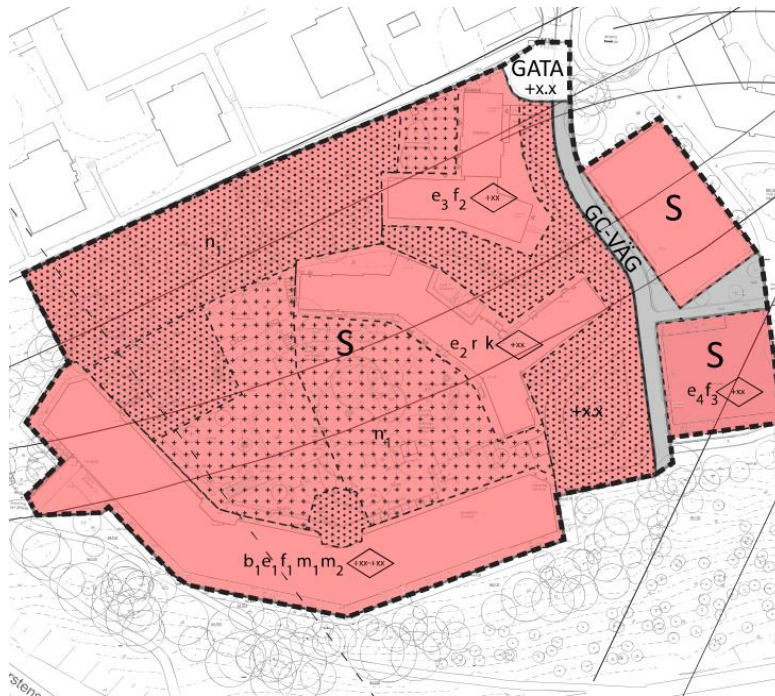 GATA
+x.x
S
e₃ f₂ +xx
GC-VÄG
n₁
S
S
e₂ r k +xx
e₄ f₃ +xx
+x.x
n₁
b₁ e₁ f₁ m₁ m₂ +xx-+xx